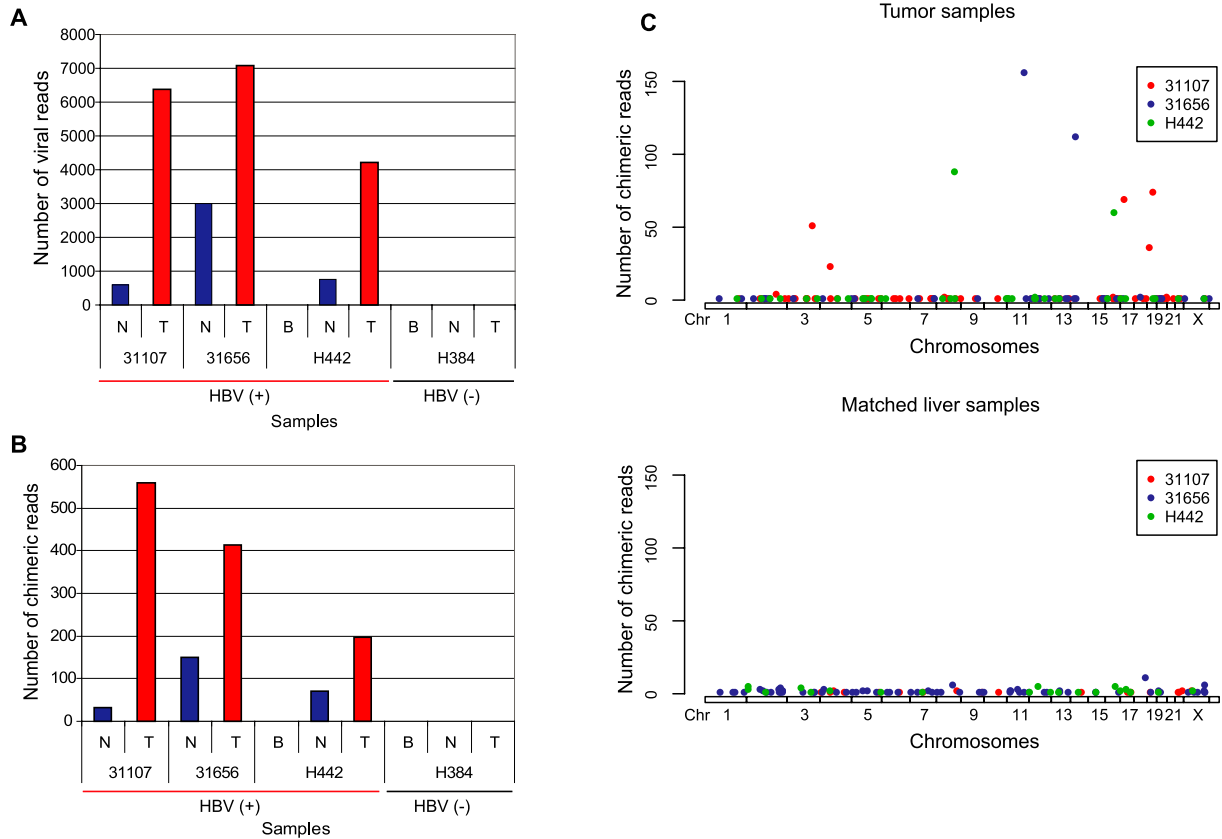 A
Number of viral reads
8000
7000
6000
5000
4000
3000
2000
1000
0
N T N T B N T B N T
31107 31656 H442 H384
HBV (+) HBV (-)
Samples
B
Number of chimeric reads
600
500
400
300
200
100
0
N T N T B N T B N T
31107 31656 H442 H384
HBV (+) HBV (-)
Samples
C
Tumor samples
Number of chimeric reads
150
100
50
0
31107
31656
H442
Chr 1 3 5 7 9 11 13 15 17 19 21 X
Chromosomes
Matched liver samples
Number of chimeric reads
150
100
50
0
31107
31656
H442
Chr 1 3 5 7 9 11 13 15 17 19 21 X
Chromosomes